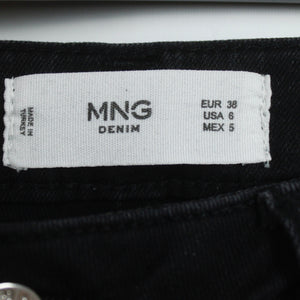 MADE IN
TURKEY
MNG
DENIM
EUR 38
USA 6
MEX 5